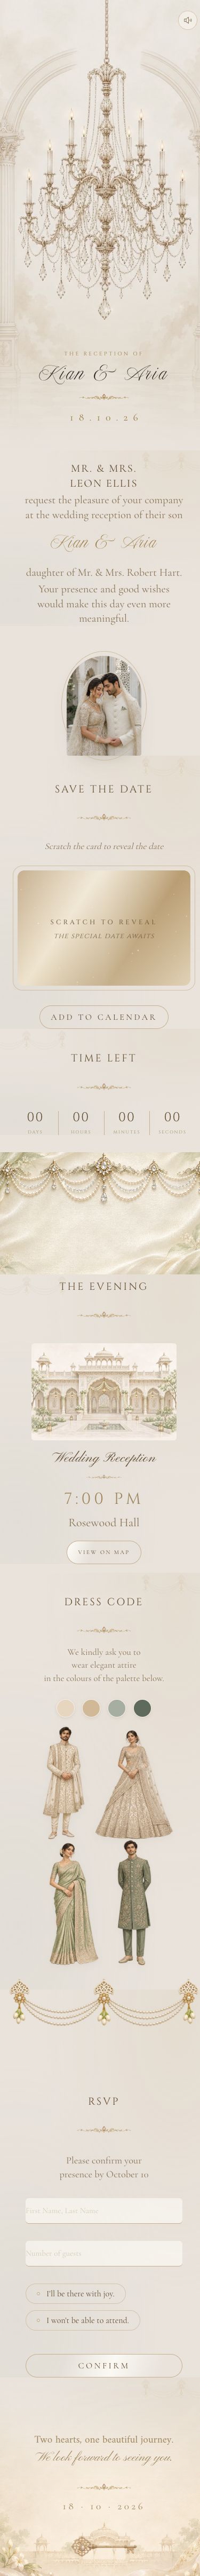 THE RECEPTION OF
Kian & Aria
18.10.26
MR. & MRS.
LEON ELLIS
request the pleasure of your company
at the wedding reception of their son
Kian & Aria
daughter of Mr. & Mrs. Robert Hart.
Your presence and good wishes
would make this day even more
meaningful.
SAVE THE DATE
Scratch the card to reveal the date
SCRATCH TO REVEAL
THE SPECIAL DATE AWAITS
ADD TO CALENDAR
TIME LEFT
00 00 00 00
DAYS HOURS MINUTES SECONDS
THE EVENING
Wedding Reception
7:00 PM
Rosewood Hall
VIEW ON MAP
DRESS CODE
We kindly ask you to
wear elegant attire
in the colours of the palette below.
RSVP
Please confirm your
presence by October 10
First Name, Last Name
Number of guests
I'll be there with joy.
I won't be able to attend.
CONFIRM
Two hearts, one beautiful journey.
We look forward to seeing you.
18 · 10 · 2026